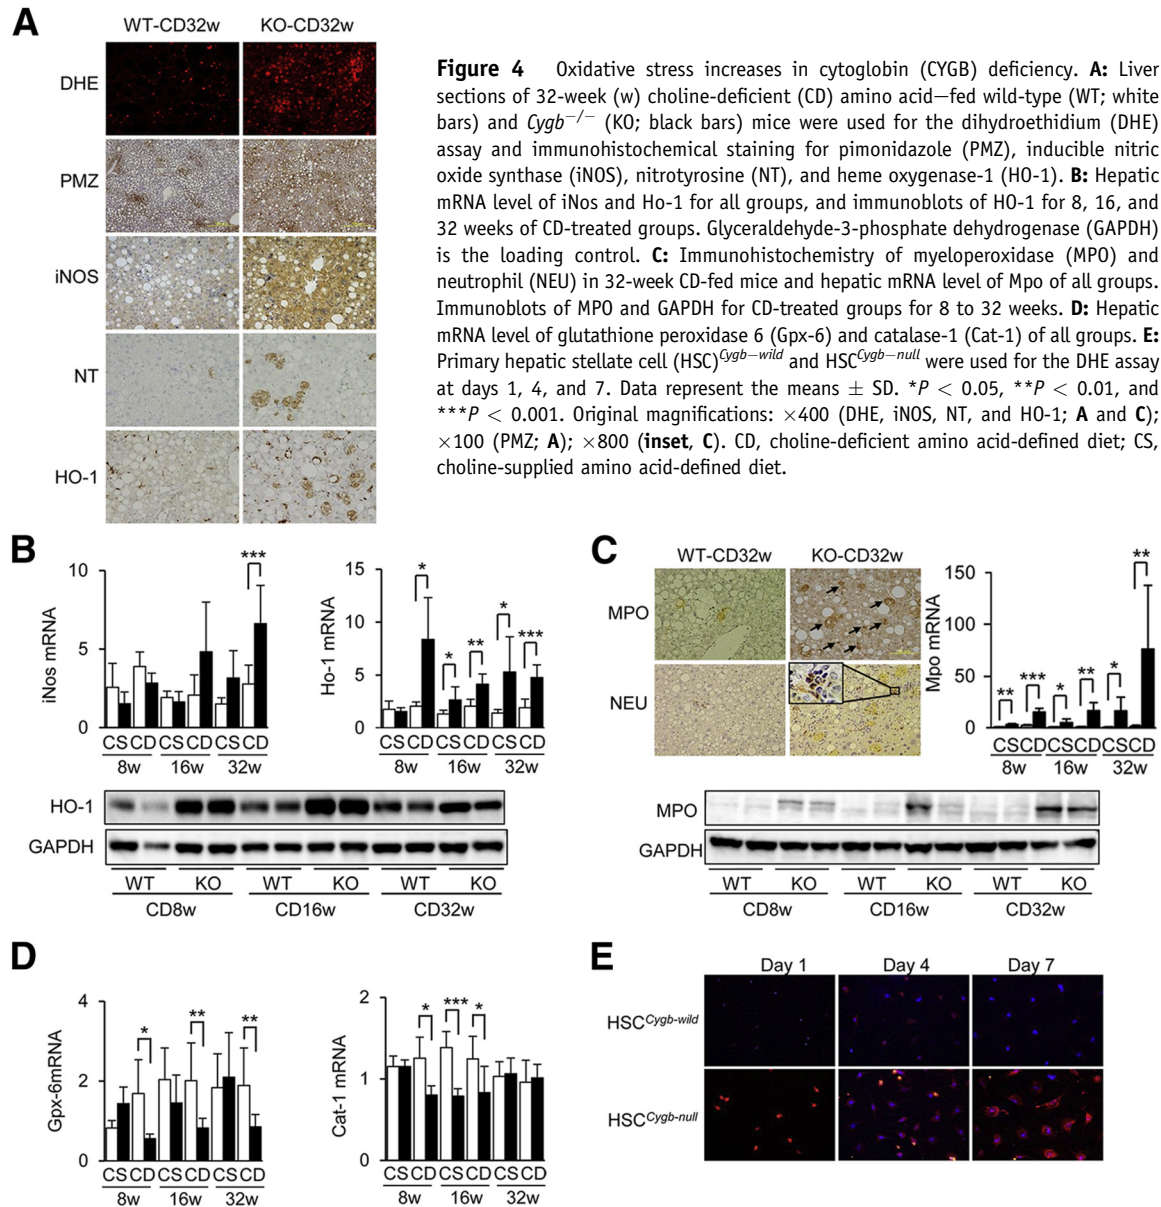 A
WT-CD32w KO-CD32w
DHE
PMZ
iNOS
NT
HO-1
Figure 4 Oxidative stress increases in cytoglobin (CYGB) deficiency. A: Liver
sections of 32-week (w) choline-deficient (CD) amino acid—fed wild-type (WT; white
bars) and Cygb−/− (KO; black bars) mice were used for the dihydroethidium (DHE)
assay and immunohistochemical staining for pimonidazole (PMZ), inducible nitric
oxide synthase (iNOS), nitrotyrosine (NT), and heme oxygenase-1 (HO-1). B: Hepatic
mRNA level of iNos and Ho-1 for all groups, and immunoblots of HO-1 for 8, 16, and
32 weeks of CD-treated groups. Glyceraldehyde-3-phosphate dehydrogenase (GAPDH)
is the loading control. C: Immunohistochemistry of myeloperoxidase (MPO) and
neutrophil (NEU) in 32-week CD-fed mice and hepatic mRNA level of Mpo of all groups.
Immunoblots of MPO and GAPDH for CD-treated groups for 8 to 32 weeks. D: Hepatic
mRNA level of glutathione peroxidase 6 (Gpx-6) and catalase-1 (Cat-1) of all groups. E:
Primary hepatic stellate cell (HSC)Cygb−wild and HSCCygb−null were used for the DHE assay
at days 1, 4, and 7. Data represent the means ± SD. *P < 0.05, **P < 0.01, and
***P < 0.001. Original magnifications: ×400 (DHE, iNOS, NT, and HO-1; A and C);
×100 (PMZ; A); ×800 (inset, C). CD, choline-deficient amino acid-defined diet; CS,
choline-supplied amino acid-defined diet.
B
iNos mRNA
10
5
0
***
CS CD CS CD CS CD
8w 16w 32w
Ho-1 mRNA
15
10
5
0
* * ** * ***
CS CD CS CD CS CD
8w 16w 32w
HO-1
GAPDH
WT KO WT KO WT KO
CD8w CD16w CD32w
C
WT-CD32w KO-CD32w
MPO
NEU
Mpo mRNA
150
100
50
0
** *** * ** * **
CS CD CS CD CS CD
8w 16w 32w
MPO
GAPDH
WT KO WT KO WT KO
CD8w CD16w CD32w
D
Gpx-6mRNA
4
2
0
* ** **
CS CD CS CD CS CD
8w 16w 32w
Cat-1 mRNA
2
1
0
* *** *
CS CD CS CD CS CD
8w 16w 32w
E
Day 1 Day 4 Day 7
HSCCygb-wild
HSCCygb-null